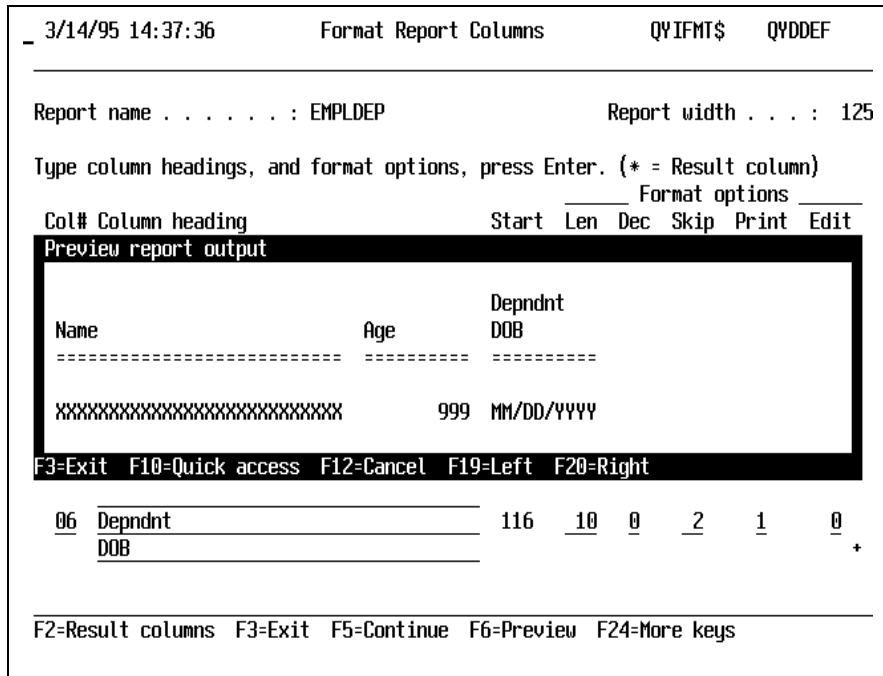 _ 3/14/95 14:37:36 Format Report Columns QYIFMT$ QYDDEF
Report name . . . . . . : EMPLDEP Report width . . . : 125
Type column headings, and format options, press Enter. (* = Result column)
______ Format options ______
Col# Column heading Start Len Dec Skip Print Edit
Preview report output
Depndnt
Name Age DOB
=========================== ========== ==========
XXXXXXXXXXXXXXXXXXXXXXXXXXX 999 MM/DD/YYYY
F3=Exit F10=Quick access F12=Cancel F19=Left F20=Right
06 Depndnt 116 10 0 2 1 0
DOB +
F2=Result columns F3=Exit F5=Continue F6=Preview F24=More keys